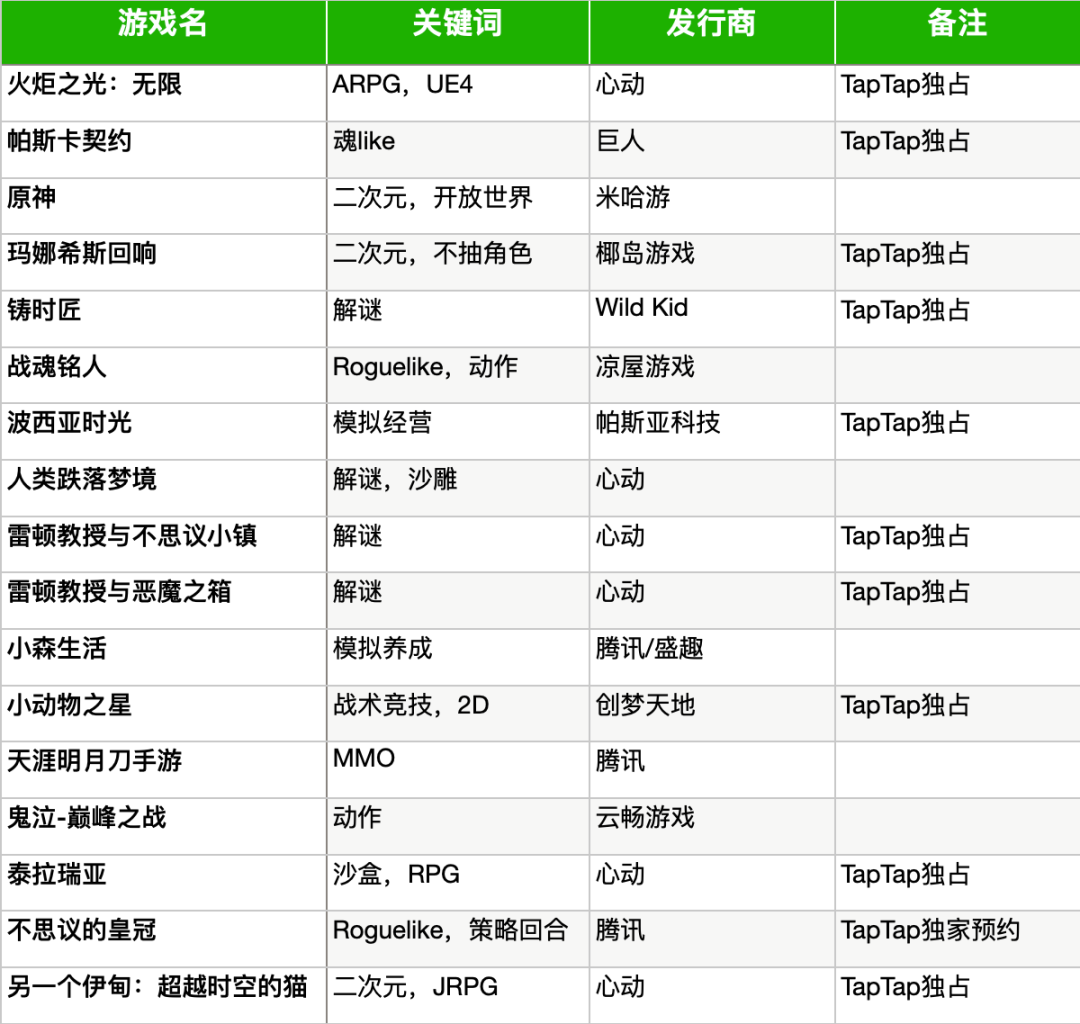 游戏名 关键词 发行商 备注
火炬之光：无限 ARPG，UE4 心动 TapTap独占
帕斯卡契约 魂like 巨人 TapTap独占
原神 二次元，开放世界 米哈游
玛娜希斯回响 二次元，不抽角色 椰岛游戏 TapTap独占
铸时匠 解谜 Wild Kid TapTap独占
战魂铭人 Roguelike，动作 凉屋游戏
波西亚时光 模拟经营 帕斯亚科技 TapTap独占
人类跌落梦境 解谜，沙雕 心动
雷顿教授与不思议小镇 解谜 心动 TapTap独占
雷顿教授与恶魔之箱 解谜 心动 TapTap独占
小森生活 模拟养成 腾讯/盛趣
小动物之星 战术竞技，2D 创梦天地 TapTap独占
天涯明月刀手游 MMO 腾讯
鬼泣-巅峰之战 动作 云畅游戏
泰拉瑞亚 沙盒，RPG 心动 TapTap独占
不思议的皇冠 Roguelike，策略回合 腾讯 TapTap独家预约
另一个伊甸：超越时空的猫 二次元，JRPG 心动 TapTap独占